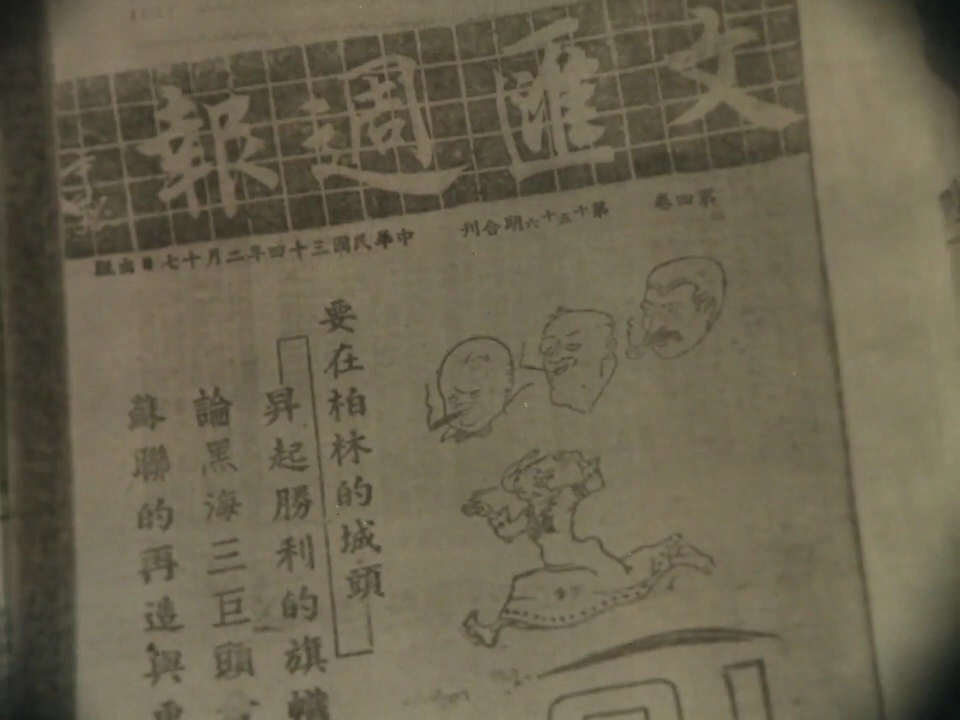 文匯週報
第四卷 第十五十六期合刊 中華民國三十四年二月十七日出版
要在柏林的城頭
昇起勝利的旗幟
論黑海三巨頭
蘇聯的再造與